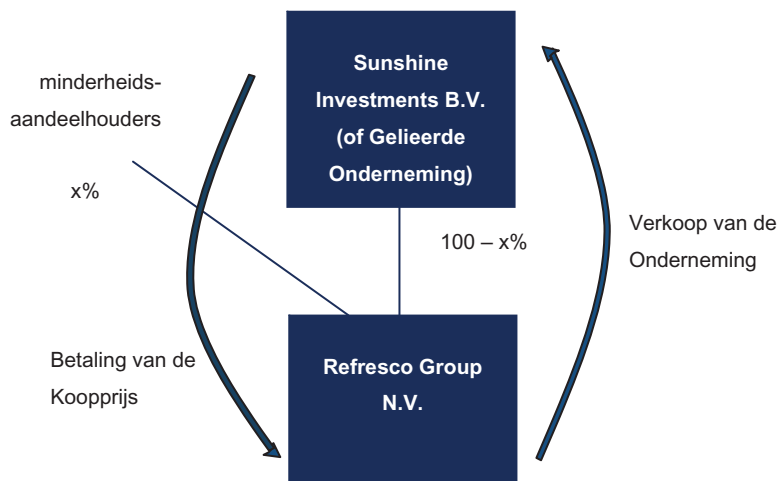 Sunshine
Investments B.V.
(of Gelieerde
Onderneming)
minderheids-
aandeelhouders
x%
100 – x%
Verkoop van de
Onderneming
Betaling van de
Koopprijs
Refresco Group
N.V.